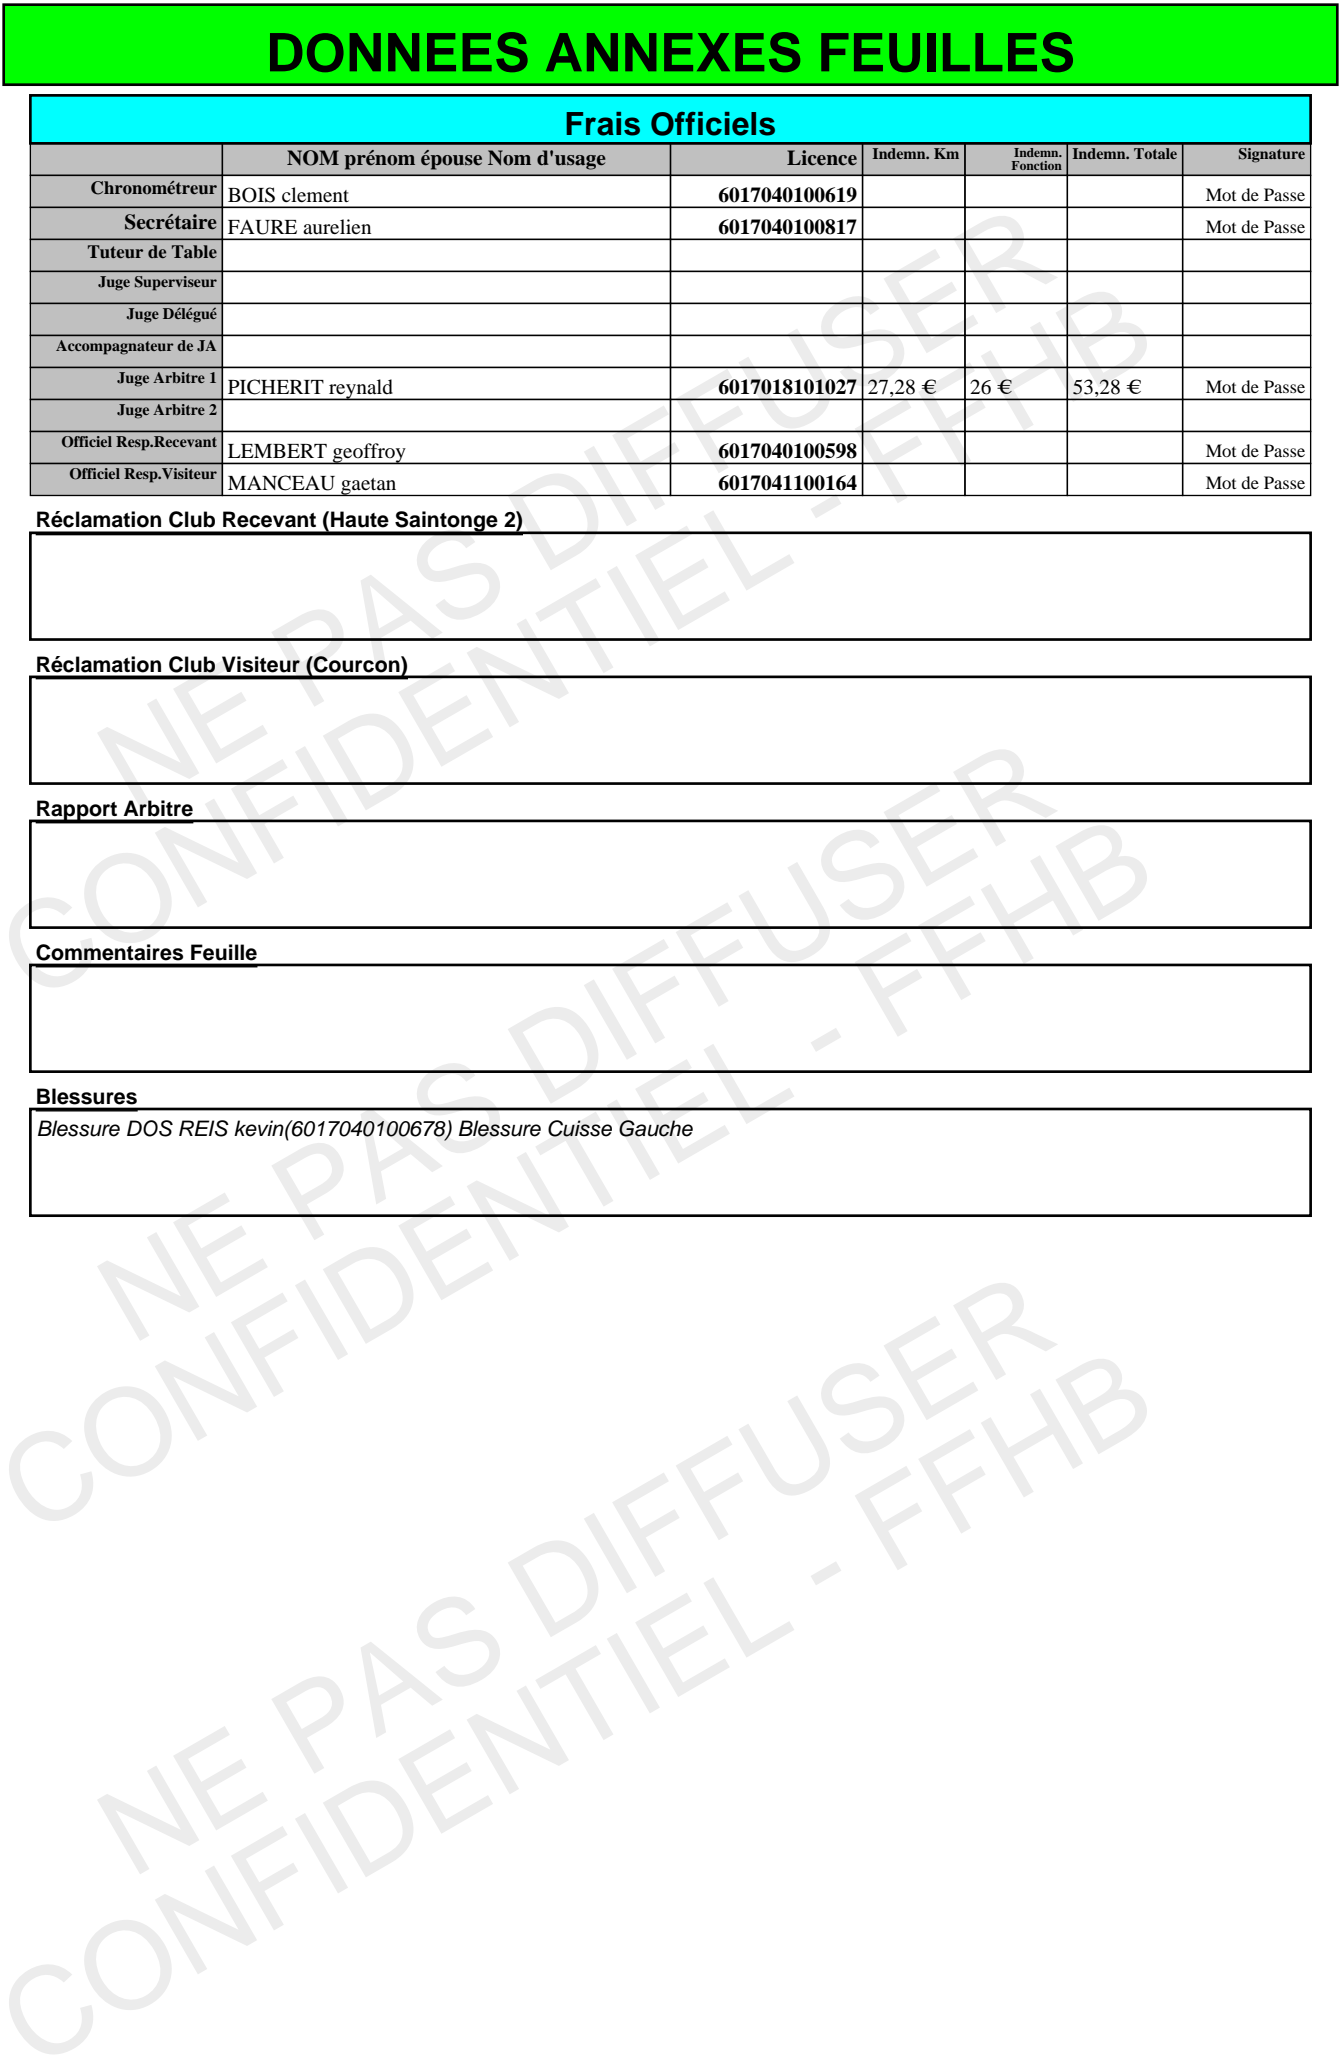 DONNEES ANNEXES FEUILLES
Frais Officiels
NOM prénom épouse Nom d'usage Licence Indemn. Km Indemn. Fonction Indemn. Totale Signature
Chronométreur BOIS clement 6017040100619 Mot de Passe
Secrétaire FAURE aurelien 6017040100817 Mot de Passe
Tuteur de Table
Juge Superviseur
Juge Délégué
Accompagnateur de JA
Juge Arbitre 1 PICHERIT reynald 6017018101027 27,28 € 26 € 53,28 € Mot de Passe
Juge Arbitre 2
Officiel Resp.Recevant LEMBERT geoffroy 6017040100598 Mot de Passe
Officiel Resp.Visiteur MANCEAU gaetan 6017041100164 Mot de Passe
Réclamation Club Recevant (Haute Saintonge 2)
Réclamation Club Visiteur (Courcon)
Rapport Arbitre
Commentaires Feuille
Blessures
Blessure DOS REIS kevin(6017040100678) Blessure Cuisse Gauche
NE PAS DIFFUSER
CONFIDENTIEL - FFHB
NE PAS DIFFUSER
CONFIDENTIEL - FFHB
NE PAS DIFFUSER
CONFIDENTIEL - FFHB